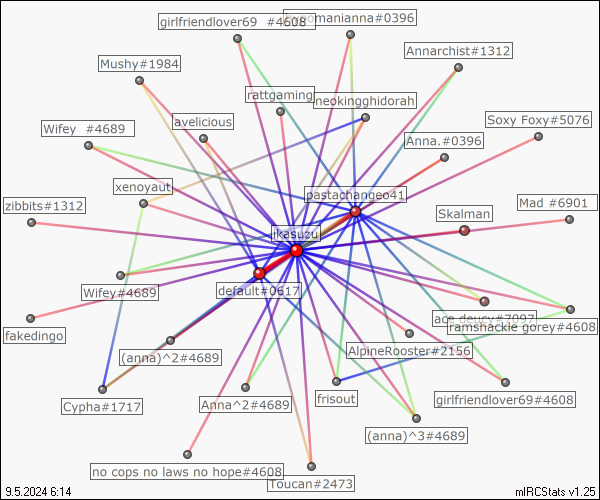 girlfriendlover69 #4608
nymphomanianna#0396
Annarchist#1312
Mushy#1984
rattgaming
neokingghidorah
Soxy Foxy#5076
Wifey #4689
avelicious
Anna.#0396
xenoyaut
pastachangeo41
zibbits#1312
Skalman
Mad #6901
ikasuzu
Wifey#4689
default#0617
ace deucy#7097
ramshackle gorey#4608
fakedingo
(anna)^2#4689
AlpineRooster#2156
Cypha#1717
Anna^2#4689
frisout
girlfriendlover69#4608
(anna)^3#4689
no cops no laws no hope#4608
Toucan#2473
9.5.2024 6:14
mIRCStats v1.25